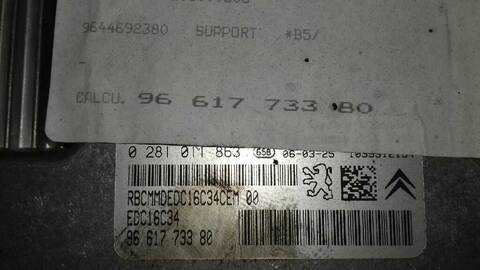 9644692380 SUPPORT *B5/
CALCU. 96 617 733 80
0 281 011 863 GSB 06-03-25
RBCMMDEDC16C34CEM 00
EDC16C34
96 617 733 80